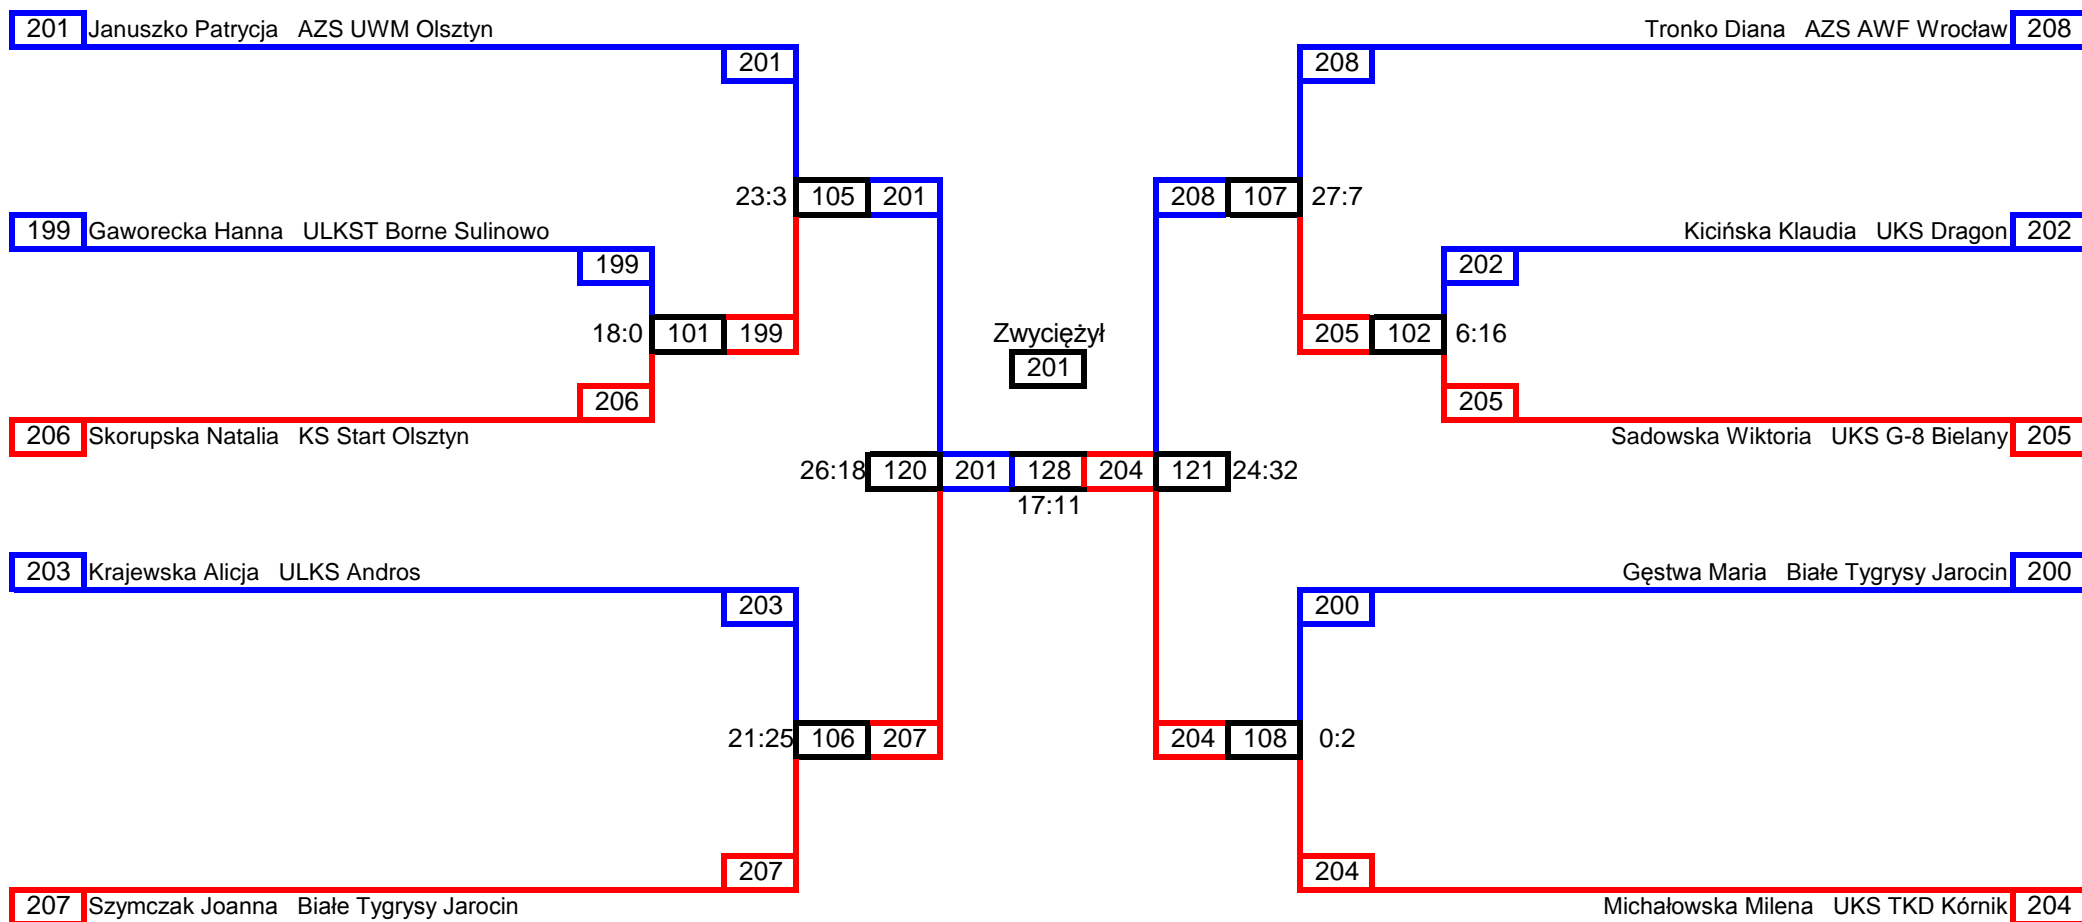 201 Januszko Patrycja AZS UWM Olsztyn
Tronko Diana AZS AWF Wrocław 208
201
208
23:3 105 201
208 107 27:7
199 Gaworecka Hanna ULKST Borne Sulinowo
Kicińska Klaudia UKS Dragon 202
199
202
18:0 101 199
Zwyciężył
205 102 6:16
201
206
205
206 Skorupska Natalia KS Start Olsztyn
Sadowska Wiktoria UKS G-8 Bielany 205
26:18 120 201 128 204 121 24:32
17:11
203 Krajewska Alicja ULKS Andros
Gęstwa Maria Białe Tygrysy Jarocin 200
203
200
21:25 106 207
204 108 0:2
207
204
207 Szymczak Joanna Białe Tygrysy Jarocin
Michałowska Milena UKS TKD Kórnik 204